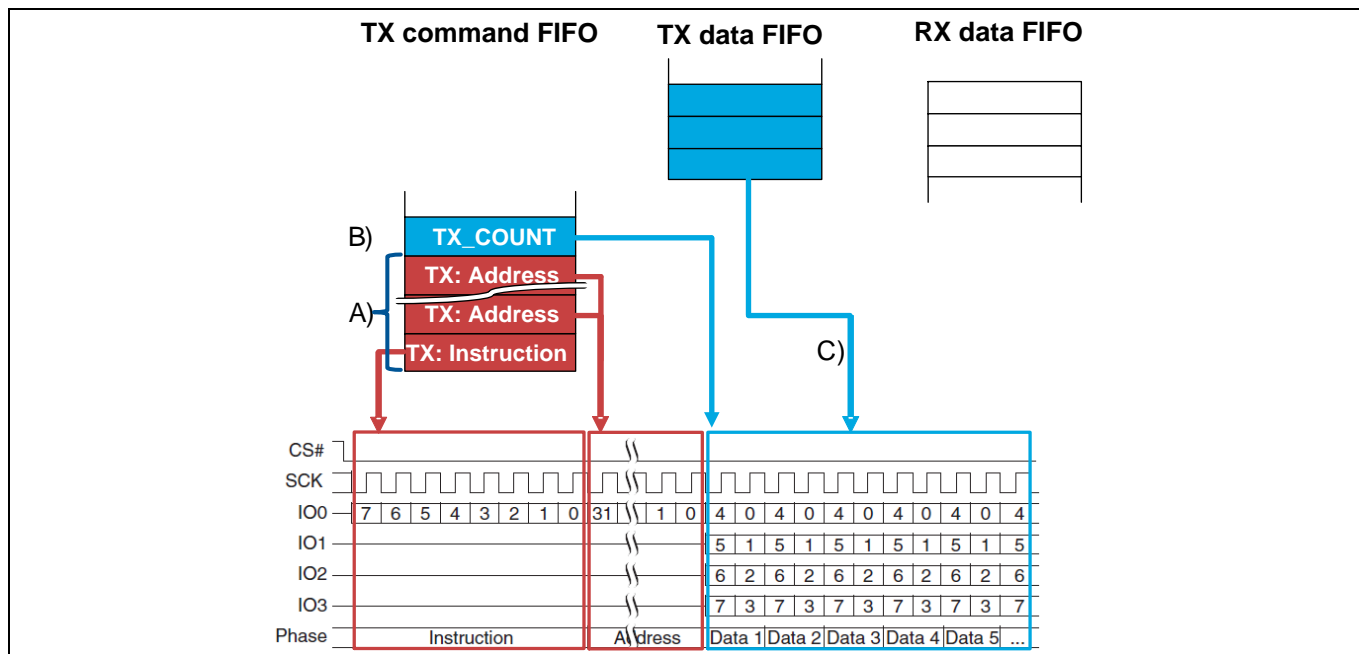 TX command FIFO TX data FIFO RX data FIFO
B) TX_COUNT
TX: Address
A) TX: Address
TX: Instruction
C)
CS#
SCK
IO0 7 6 5 4 3 2 1 0 31 1 0 4 0 4 0 4 0 4 0 4 0 4
IO1 5 1 5 1 5 1 5 1 5 1 5
IO2 6 2 6 2 6 2 6 2 6 2 6
IO3 7 3 7 3 7 3 7 3 7 3 7
Phase Instruction Address Data 1 Data 2 Data 3 Data 4 Data 5 ...